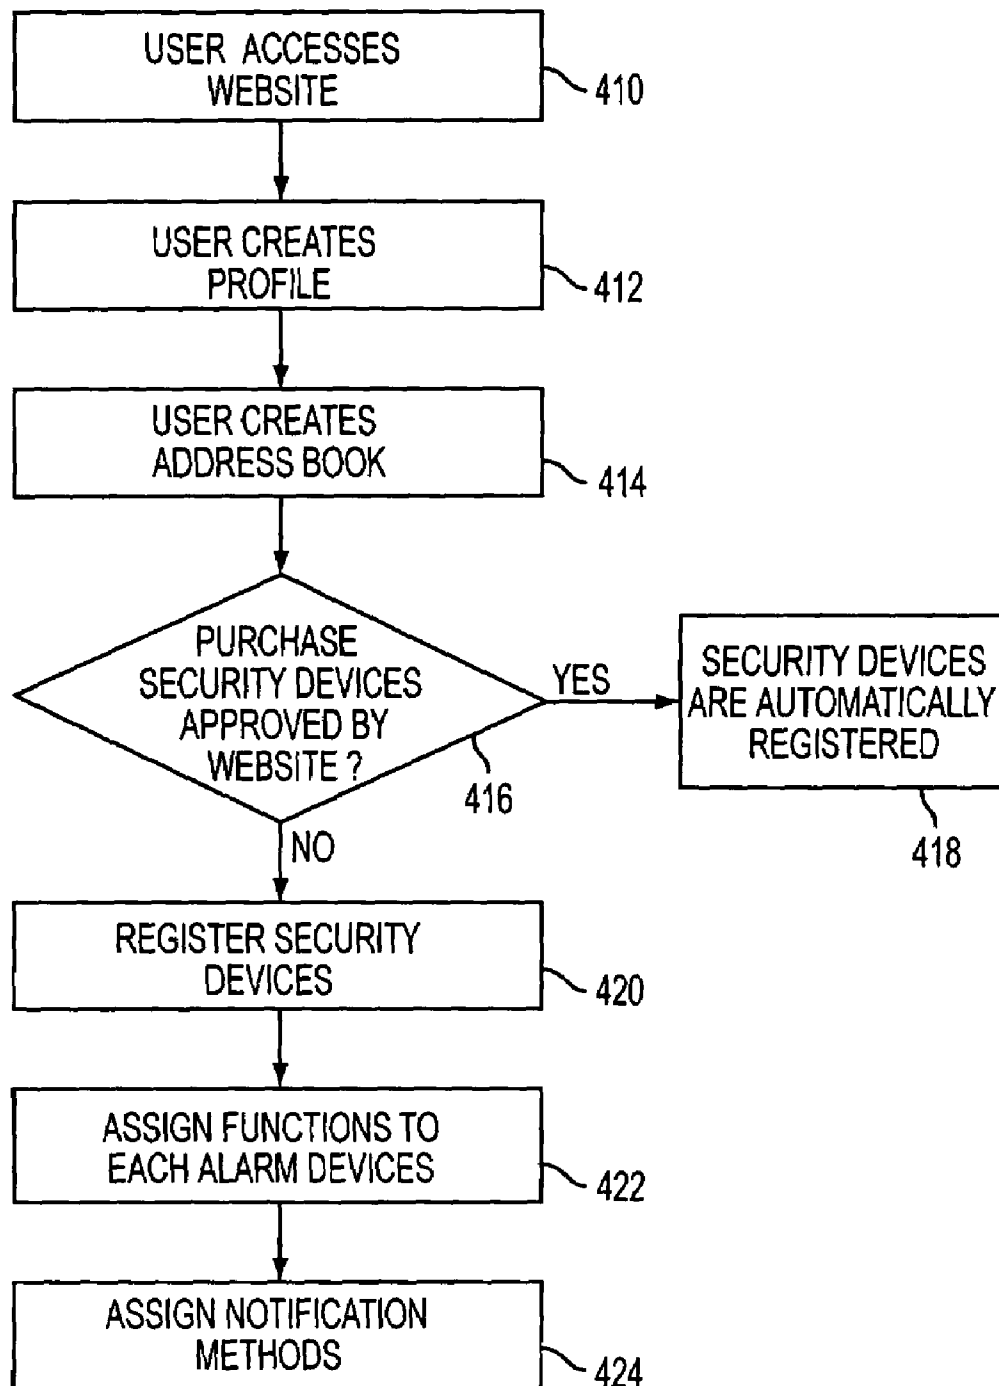 USER ACCESSES
WEBSITE
410
USER CREATES
PROFILE
412
USER CREATES
ADDRESS BOOK
414
PURCHASE
SECURITY DEVICES
APPROVED BY
WEBSITE ?
416
YES
SECURITY DEVICES
ARE AUTOMATICALLY
REGISTERED
418
NO
REGISTER SECURITY
DEVICES
420
ASSIGN FUNCTIONS TO
EACH ALARM DEVICES
422
ASSIGN NOTIFICATION
METHODS
424